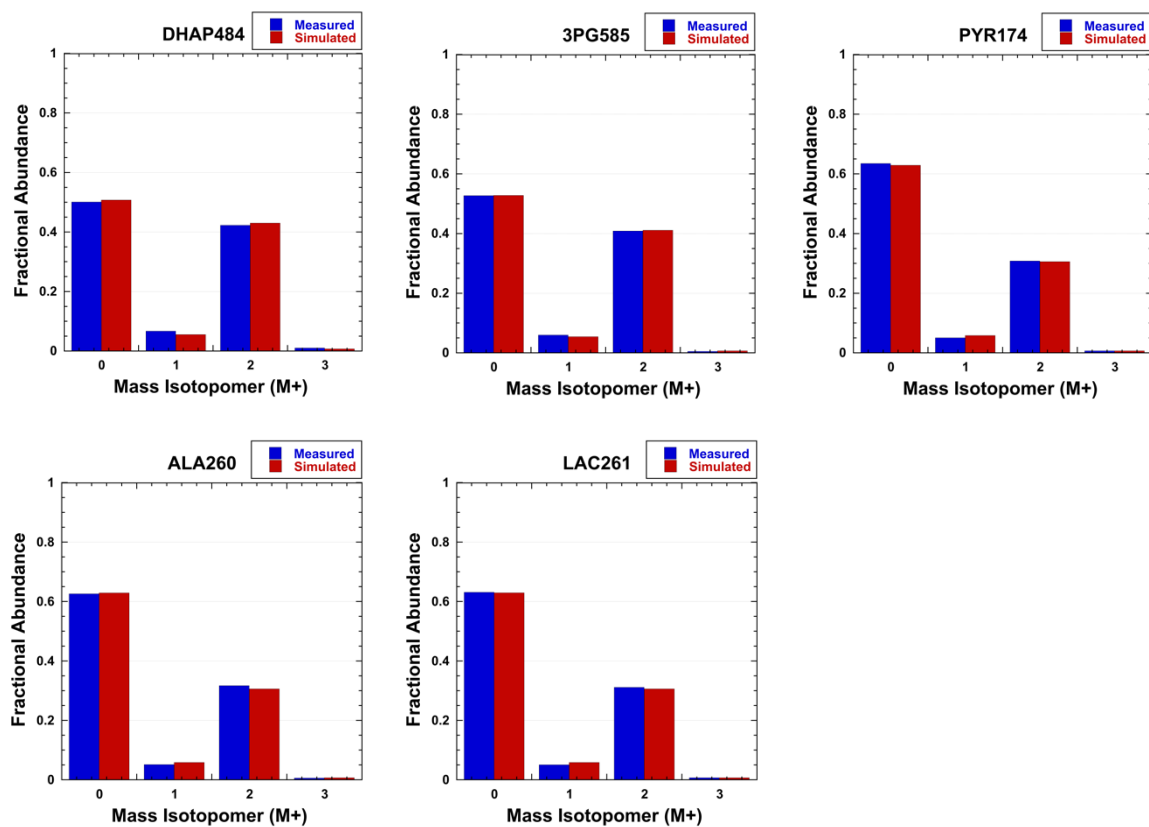 DHAP484
Measured
Simulated
Fractional Abundance
1
0.8
0.6
0.4
0.2
0
0 1 2 3
Mass Isotopomer (M+)
3PG585
Measured
Simulated
Fractional Abundance
1
0.8
0.6
0.4
0.2
0
0 1 2 3
Mass Isotopomer (M+)
PYR174
Measured
Simulated
Fractional Abundance
1
0.8
0.6
0.4
0.2
0
0 1 2 3
Mass Isotopomer (M+)
ALA260
Measured
Simulated
Fractional Abundance
1
0.8
0.6
0.4
0.2
0
0 1 2 3
Mass Isotopomer (M+)
LAC261
Measured
Simulated
Fractional Abundance
1
0.8
0.6
0.4
0.2
0
0 1 2 3
Mass Isotopomer (M+)